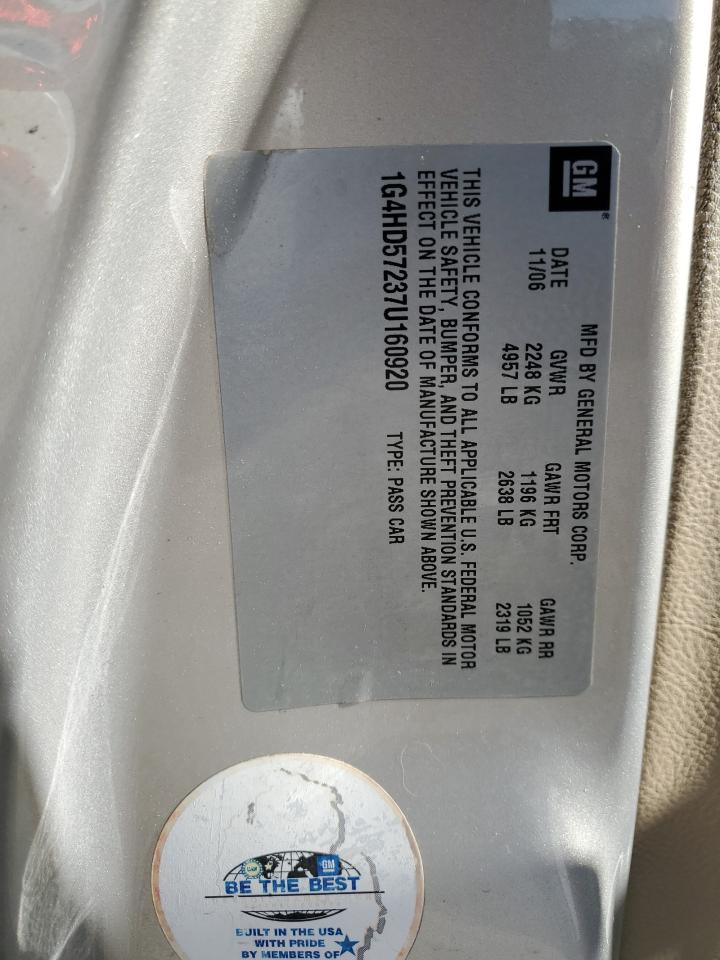 GM
MFD BY GENERAL MOTORS CORP.
DATE GVWR GAWR FRT GAWR RR
11/06 2248 KG 1196 KG 1052 KG
4957 LB 2638 LB 2319 LB
THIS VEHICLE CONFORMS TO ALL APPLICABLE U.S. FEDERAL MOTOR
VEHICLE SAFETY, BUMPER, AND THEFT PREVENTION STANDARDS IN
EFFECT ON THE DATE OF MANUFACTURE SHOWN ABOVE.
1G4HD57237U160920 TYPE: PASS CAR
GM
BE THE BEST
BUILT IN THE USA
WITH PRIDE
BY MEMBERS OF